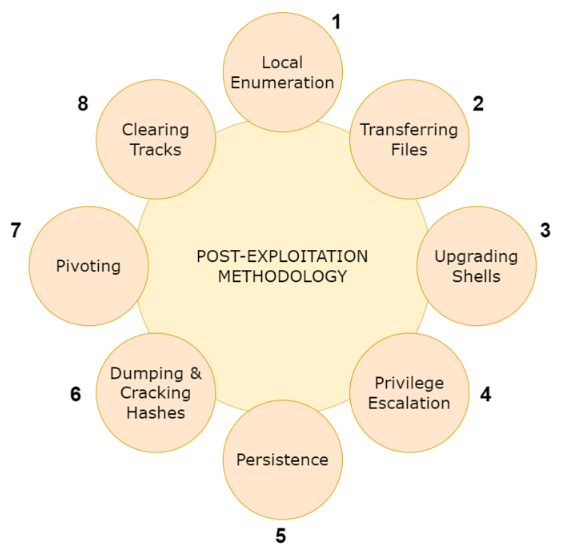 1
Local
Enumeration
2
Transferring
Files
3
Upgrading
Shells
4
Privilege
Escalation
5
Persistence
6
Dumping &
Cracking
Hashes
7
Pivoting
8
Clearing
Tracks
POST-EXPLOITATION
METHODOLOGY